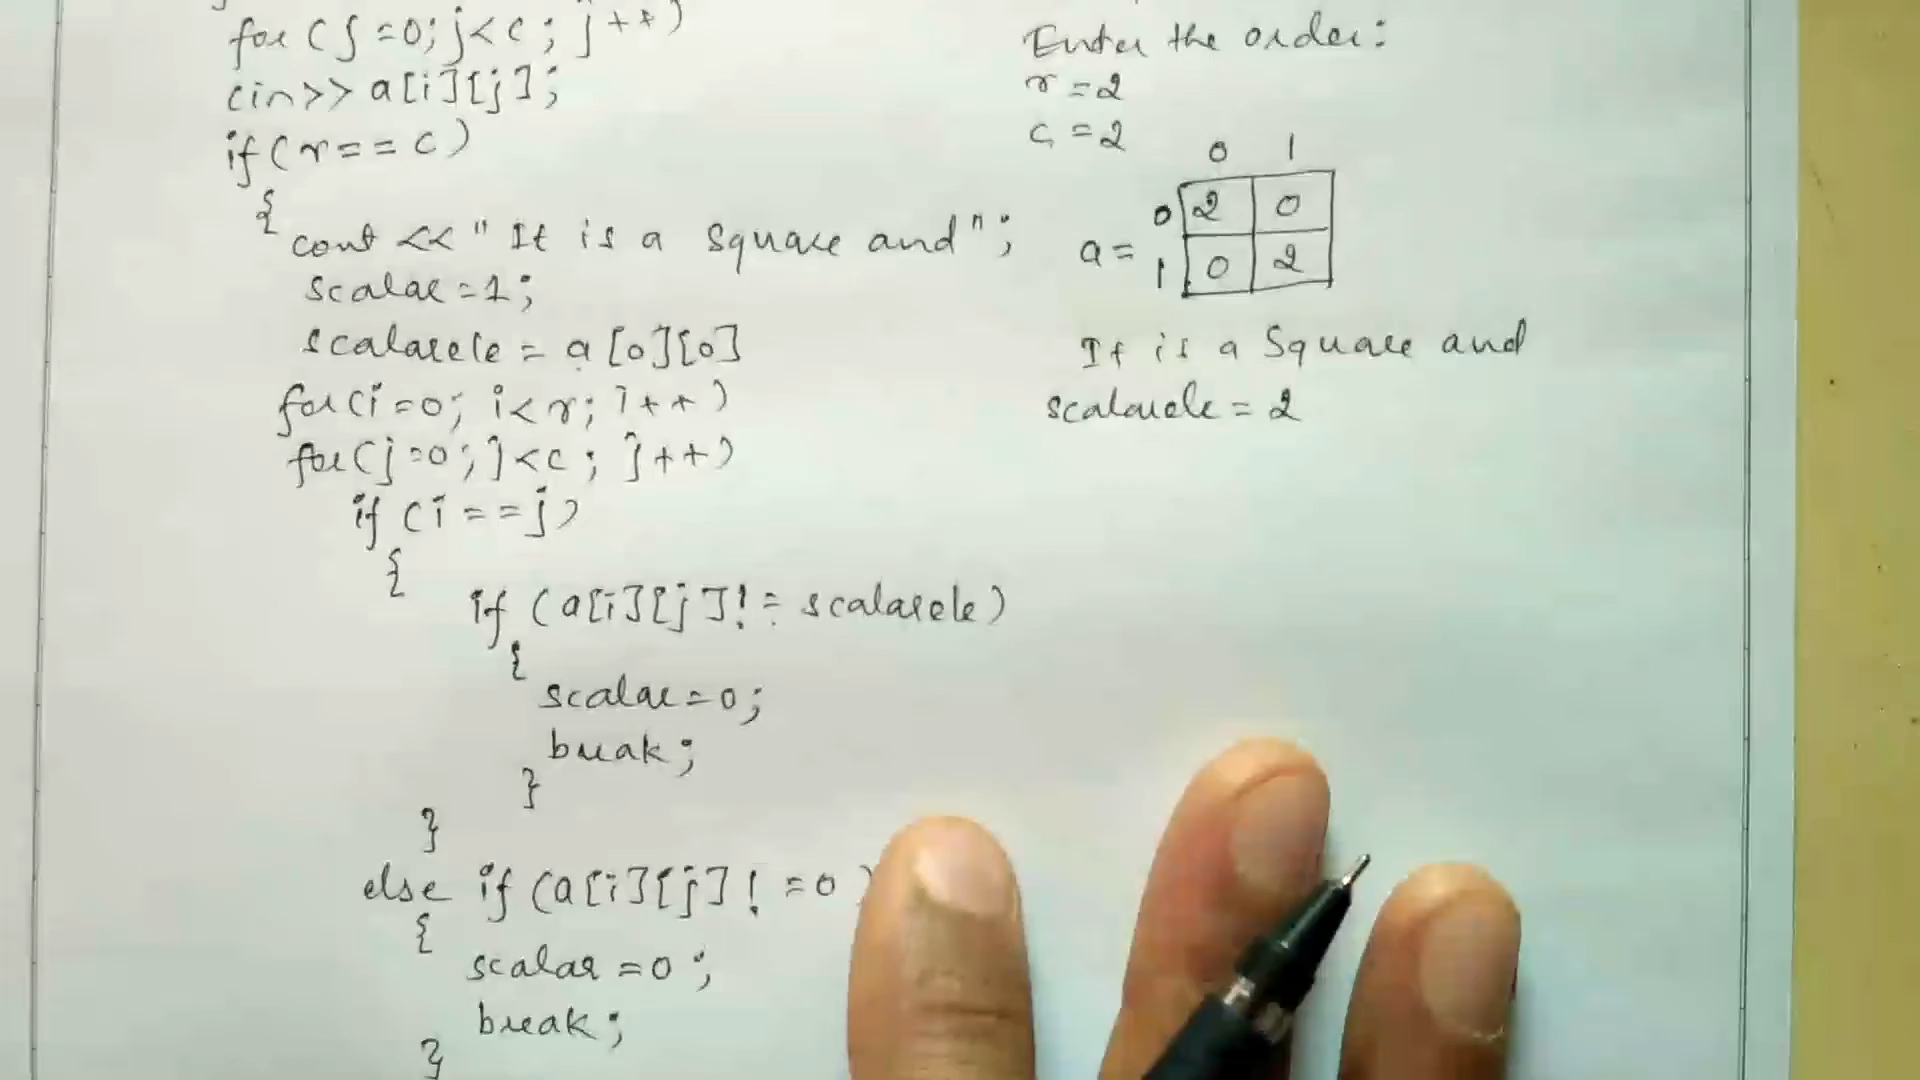 for (j=0; j<c; j++)
cin>> a[i][j];
if(r==c)
{
cout << "It is a square and";
scalar=1;
scalarele = a[0][0]
for(i=0; i<r; i++)
for(j=0; j<c; j++)
if (i==j)
{
if (a[i][j]!= scalarele)
{
scalar=0;
break;
}
}
else if (a[i][j]!=0)
{
scalar=0;
break;
}
Enter the order:
r=2
c=2
0 1
0 2 0
a=
1 0 2
It is a Square and
scalarele = 2